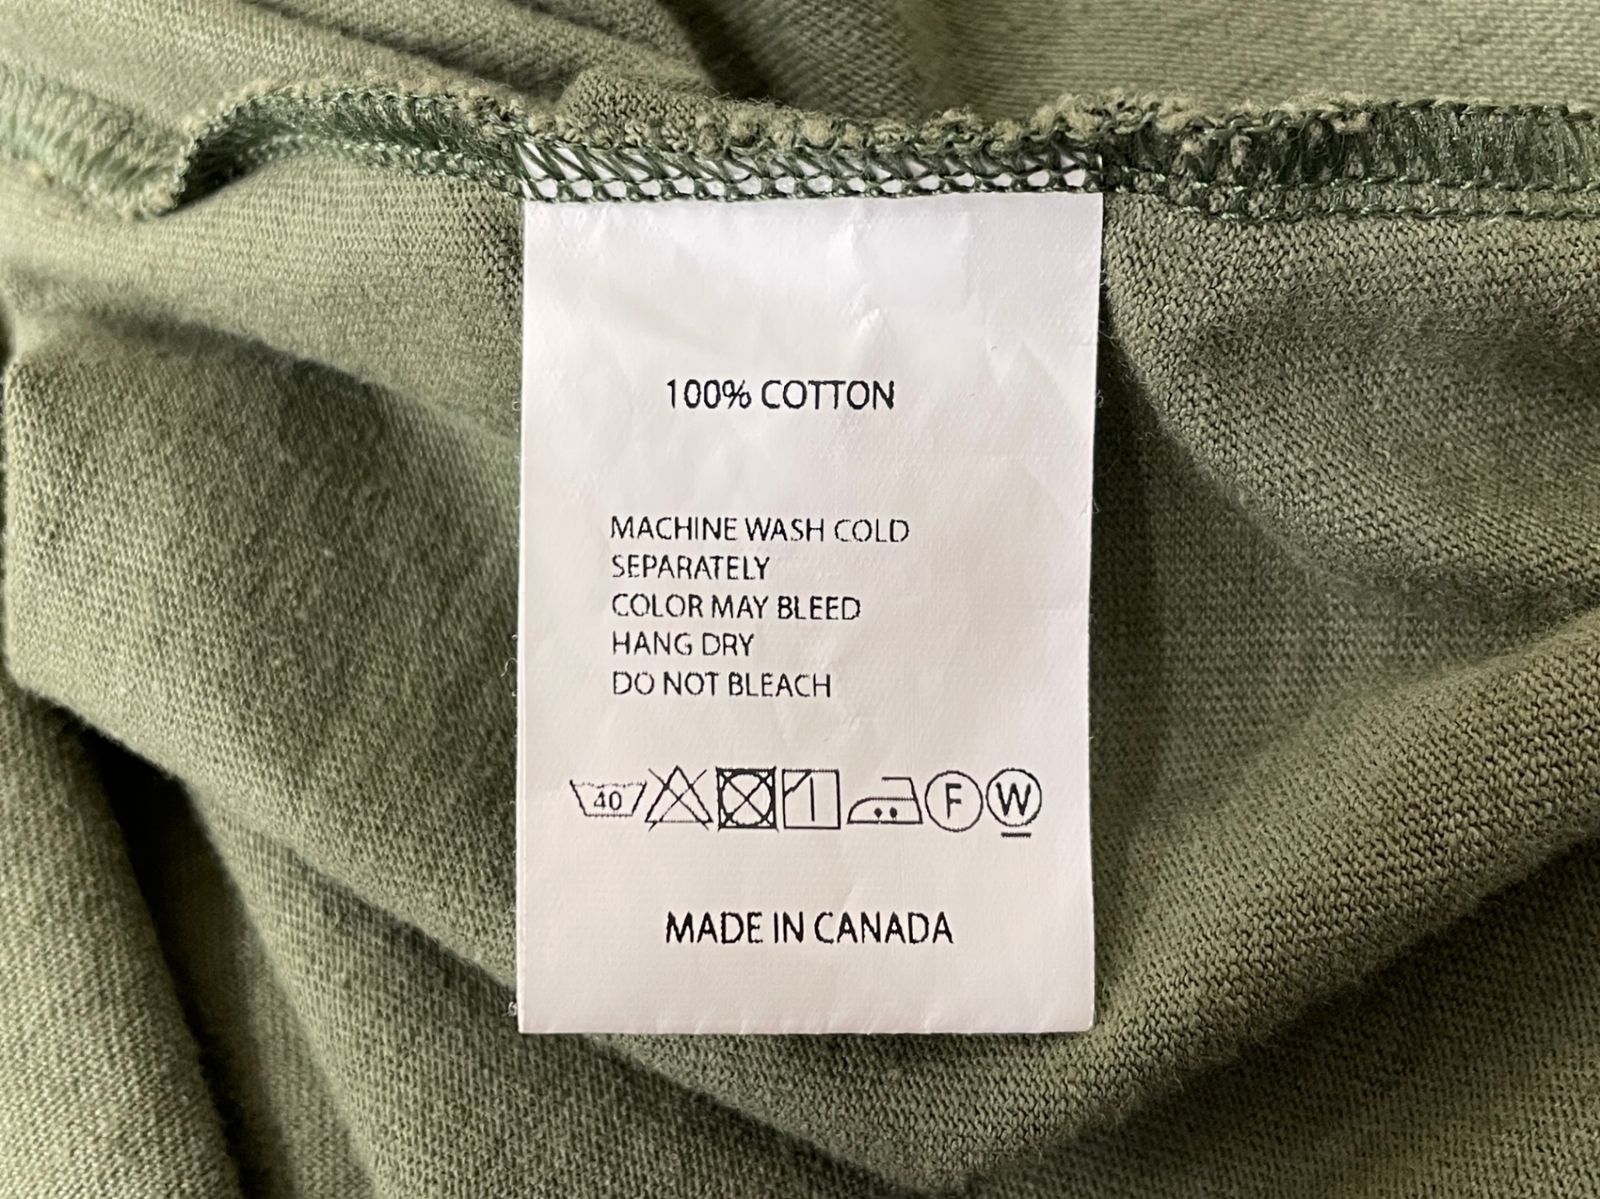 100% COTTON
MACHINE WASH COLD
SEPARATELY
COLOR MAY BLEED
HANG DRY
DO NOT BLEACH
40 F W
MADE IN CANADA